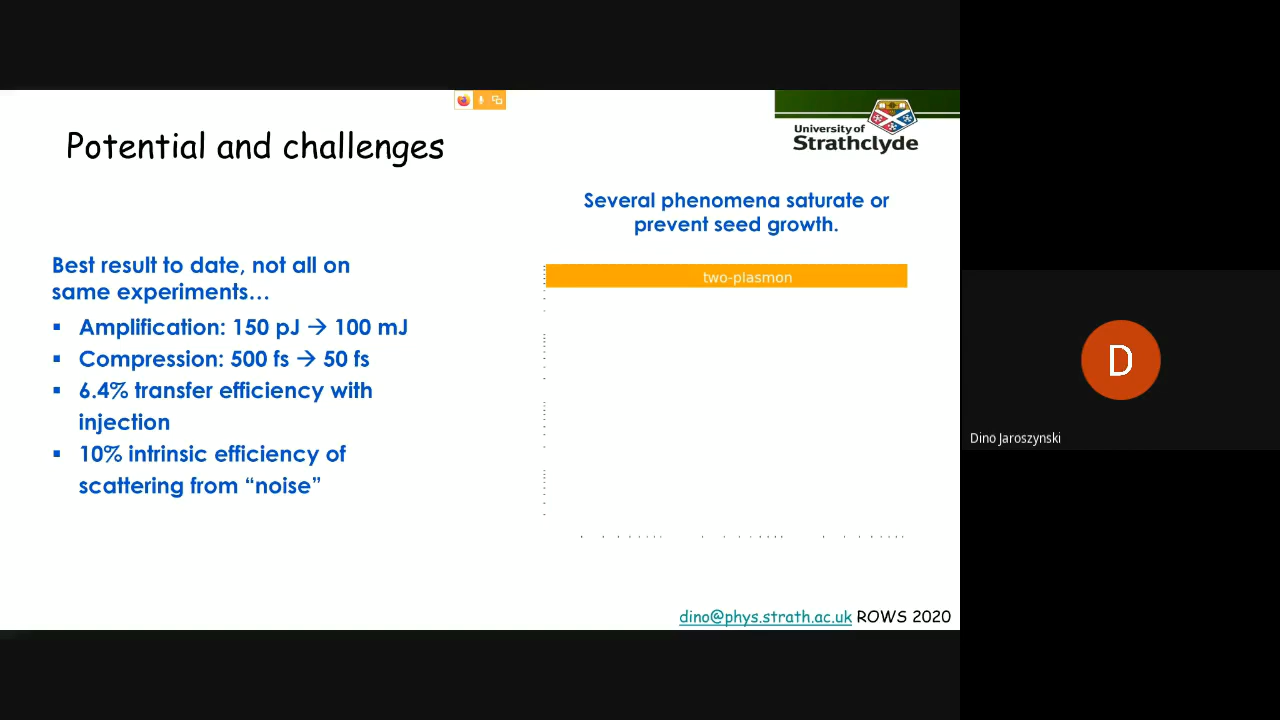 Potential and challenges
University of
Strathclyde
Several phenomena saturate or
prevent seed growth.
Best result to date, not all on
same experiments…
▪ Amplification: 150 pJ → 100 mJ
▪ Compression: 500 fs → 50 fs
▪ 6.4% transfer efficiency with
injection
▪ 10% intrinsic efficiency of
scattering from “noise”
two-plasmon
dino@phys.strath.ac.uk ROWS 2020
D
Dino Jaroszynski